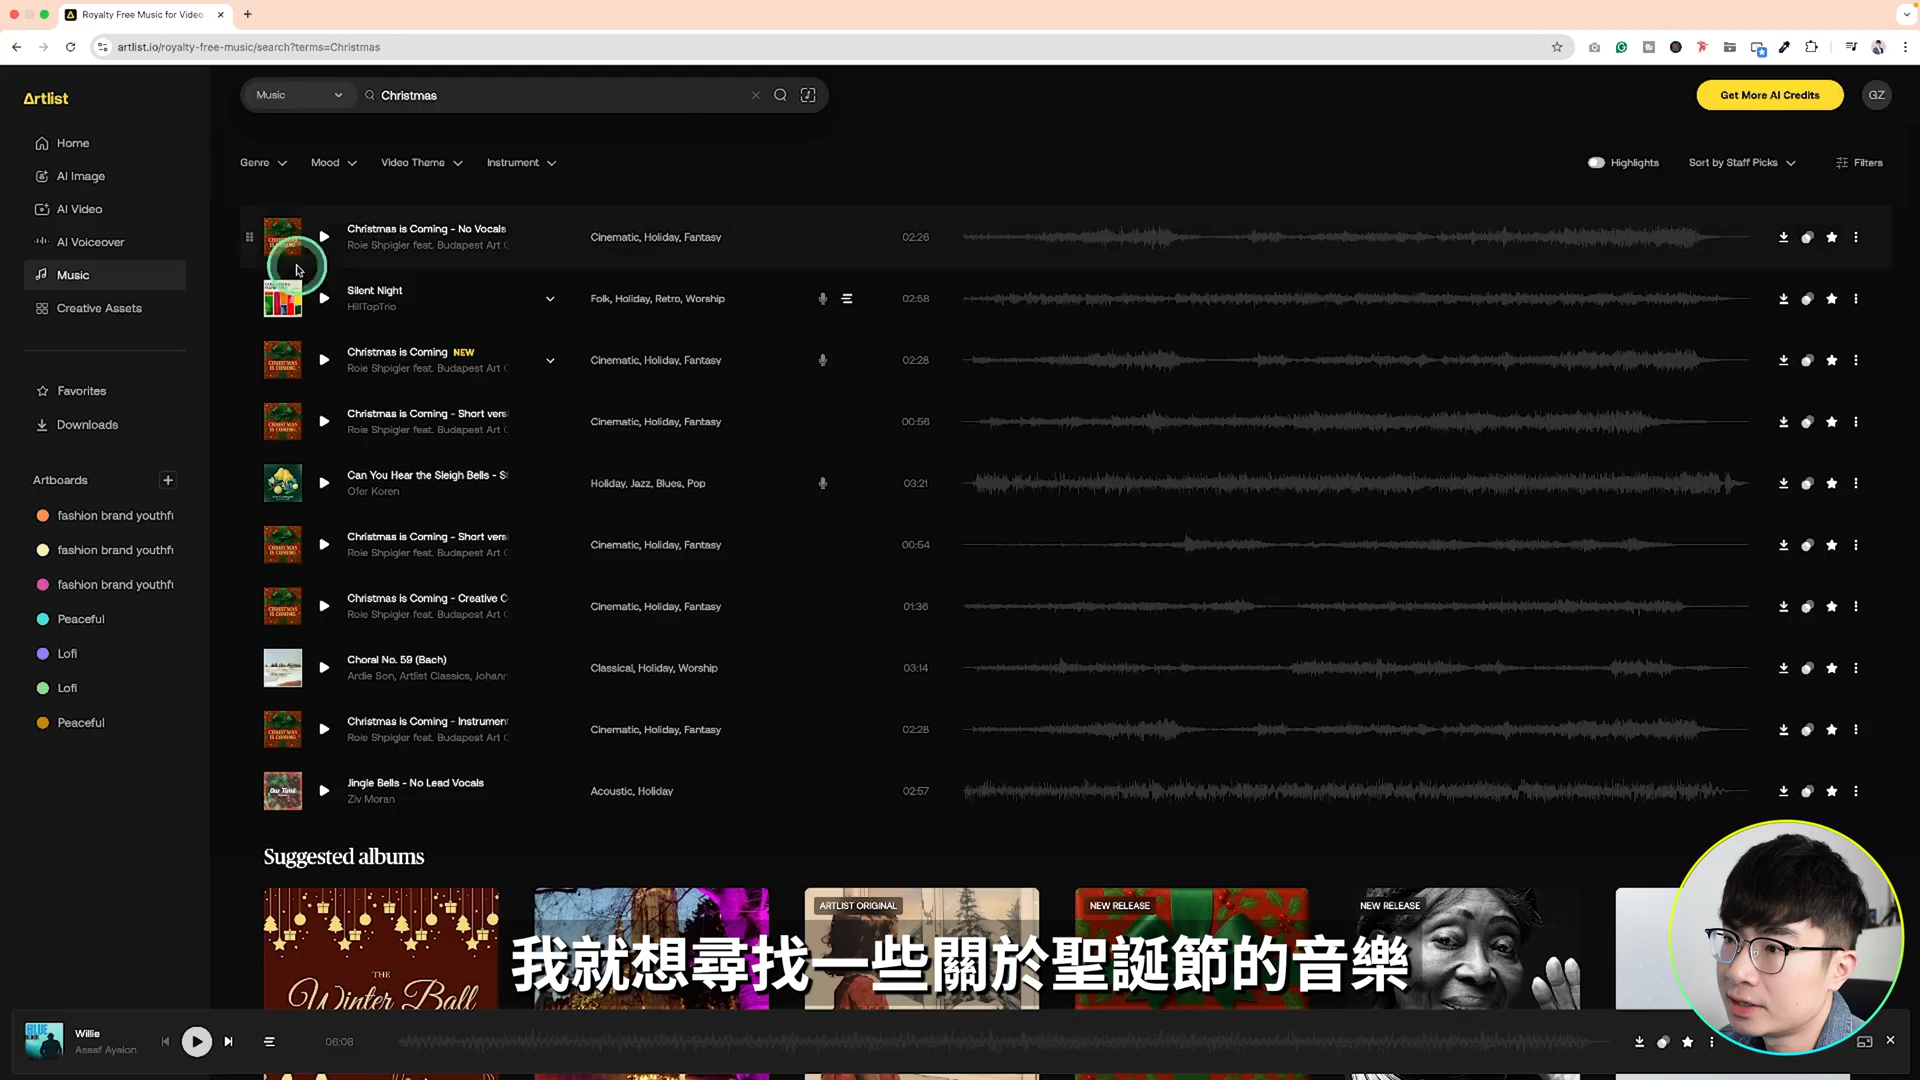 Royalty Free Music for Video
artlist.io/royalty-free-music/search?terms=Christmas
Artlist
Music
Christmas
Get More AI Credits
GZ
Home
AI Image
AI Video
AI Voiceover
Music
Creative Assets
Favorites
Downloads
Artboards
fashion brand youthfu
fashion brand youthfu
fashion brand youthfu
Peaceful
Lofi
Lofi
Peaceful
Genre
Mood
Video Theme
Instrument
Highlights
Sort by Staff Picks
Filters
Christmas is Coming - No Vocals
Roie Shpigler feat. Budapest Art C
Cinematic, Holiday, Fantasy
02:26
Silent Night
HillTopTrio
Folk, Holiday, Retro, Worship
02:58
Christmas is Coming NEW
Roie Shpigler feat. Budapest Art C
Cinematic, Holiday, Fantasy
02:28
Christmas is Coming - Short versi
Roie Shpigler feat. Budapest Art C
Cinematic, Holiday, Fantasy
00:56
Can You Hear the Sleigh Bells - St
Ofer Koren
Holiday, Jazz, Blues, Pop
03:21
Christmas is Coming - Short versi
Roie Shpigler feat. Budapest Art C
Cinematic, Holiday, Fantasy
00:54
Christmas is Coming - Creative C
Roie Shpigler feat. Budapest Art C
Cinematic, Holiday, Fantasy
01:36
Choral No. 59 (Bach)
Ardie Son, Artlist Classics, Johann
Classical, Holiday, Worship
03:14
Christmas is Coming - Instrument
Roie Shpigler feat. Budapest Art C
Cinematic, Holiday, Fantasy
02:28
Jingle Bells - No Lead Vocals
Ziv Moran
Acoustic, Holiday
02:57
Suggested albums
THE
Winter Ball
ARTLIST ORIGINAL
NEW RELEASE
NEW RELEASE
我就想尋找一些關於聖誕節的音樂
Willie
Assaf Ayalon
06:08